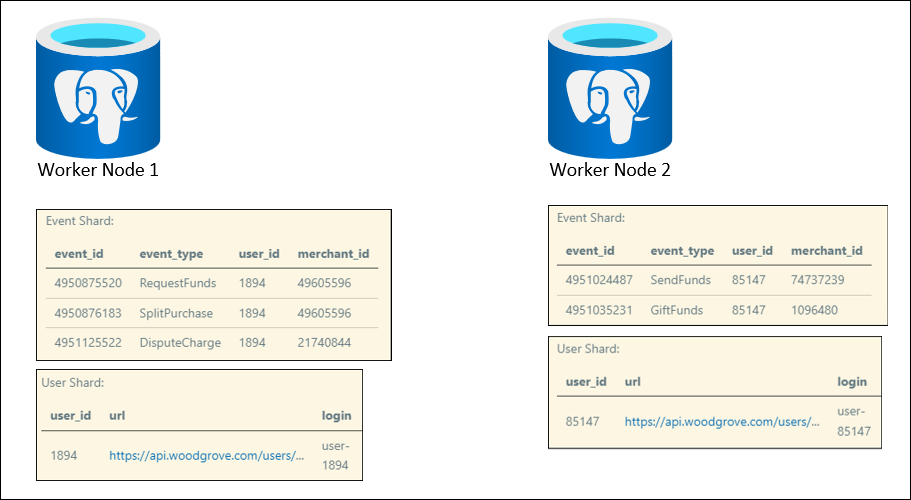 Worker Node 1
Event Shard:
event_id event_type user_id merchant_id
4950875520 RequestFunds 1894 49605596
4950876183 SplitPurchase 1894 49605596
4951125522 DisputeCharge 1894 21740844
User Shard:
user_id url login
1894 https://api.woodgrove.com/users/... user-
1894
Worker Node 2
Event Shard:
event_id event_type user_id merchant_id
4951024487 SendFunds 85147 74737239
4951035231 GiftFunds 85147 1096480
User Shard:
user_id url login
85147 https://api.woodgrove.com/users/... user-
85147